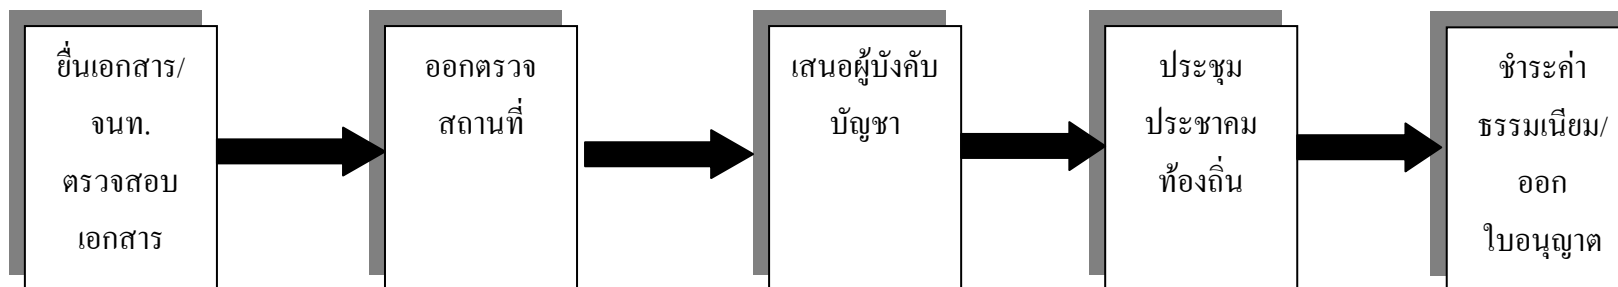 ยื่นเอกสาร/
จนท.
ตรวจสอบ
เอกสาร
ออกตรวจ
สถานที่
เสนอผู้บังคับ
บัญชา
ประชุม
ประชาคม
ท้องถิ่น
ชำระค่า
ธรรมเนียม/
ออก
ใบอนุญาต